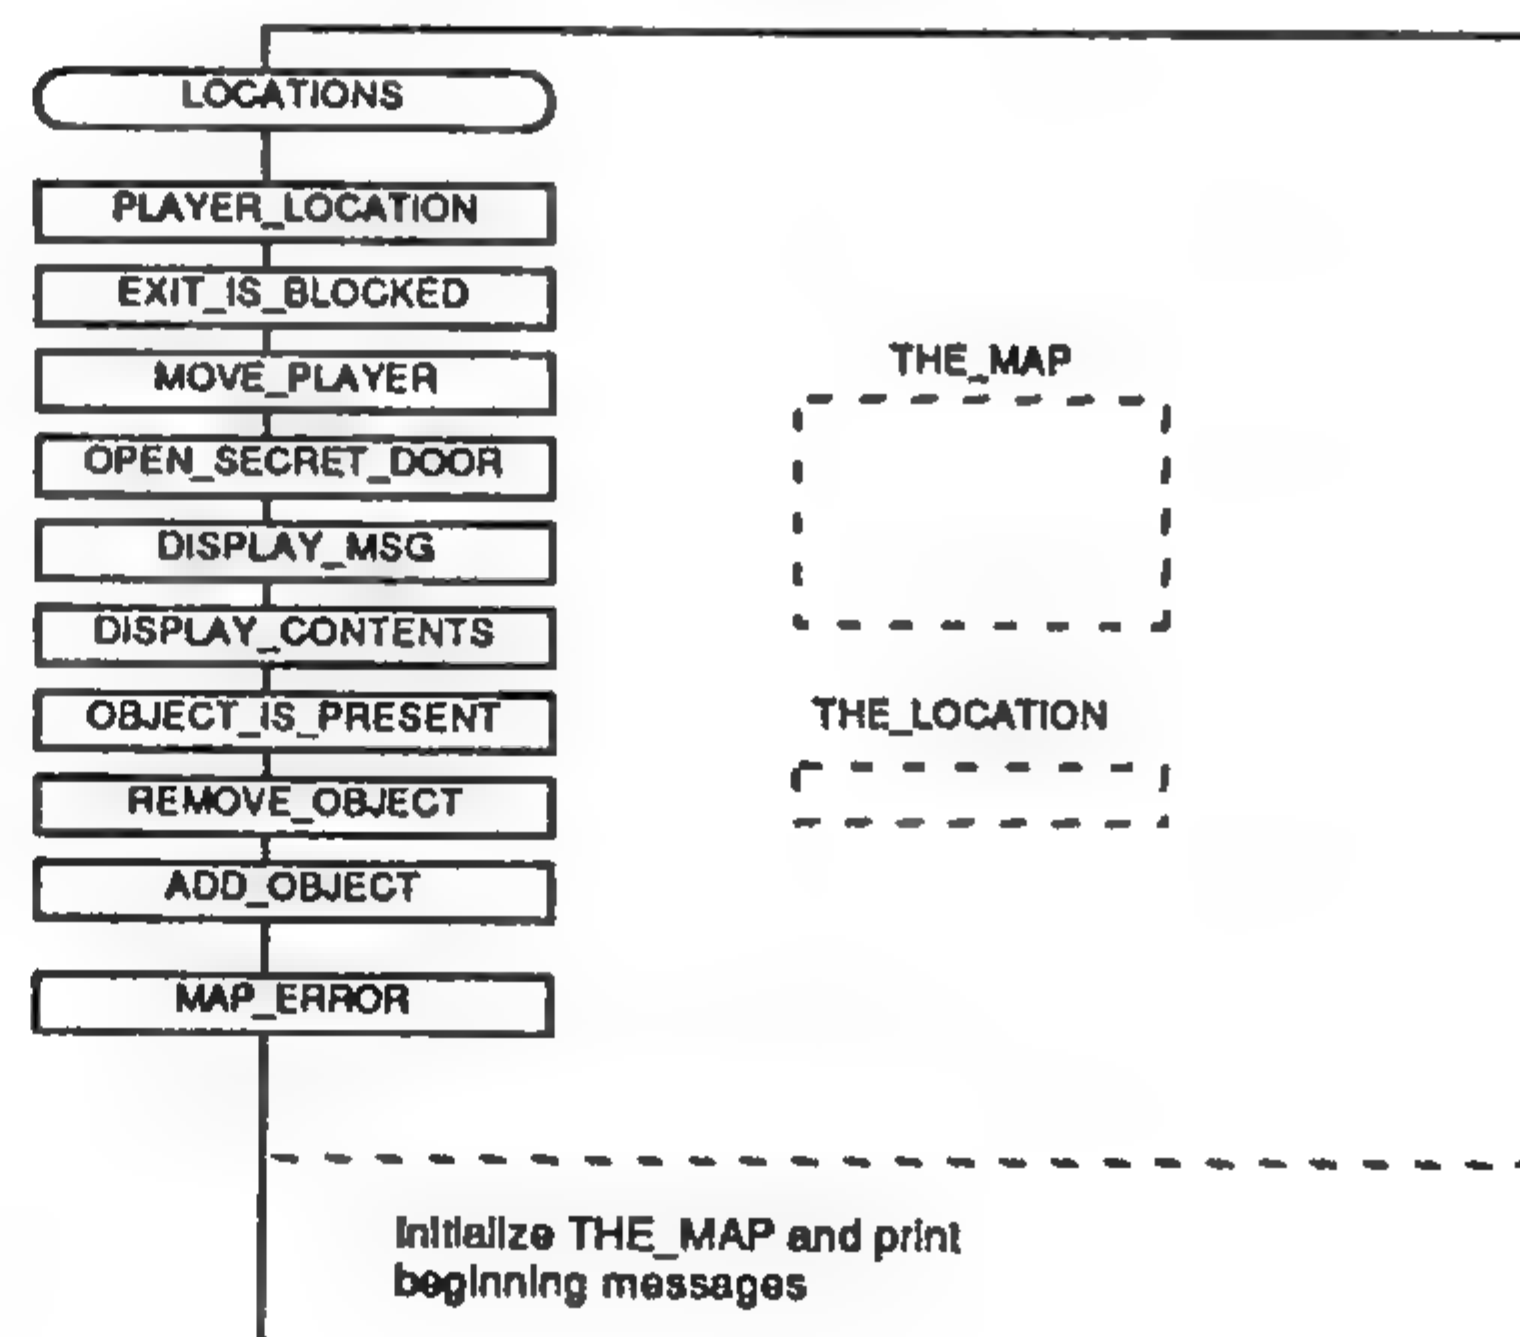 LOCATIONS
PLAYER_LOCATION
EXIT_IS_BLOCKED
MOVE_PLAYER
OPEN_SECRET_DOOR
DISPLAY_MSG
DISPLAY_CONTENTS
OBJECT_IS_PRESENT
REMOVE_OBJECT
ADD_OBJECT
MAP_ERROR
THE_MAP
THE_LOCATION
Initialize THE_MAP and print
beginning messages